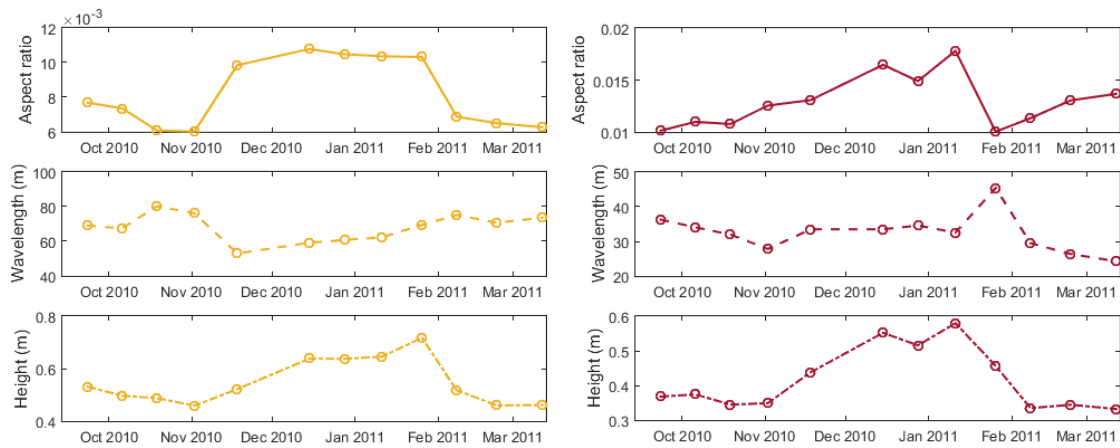 ×10⁻³
12
10
8
6
Aspect ratio
Oct 2010 Nov 2010 Dec 2010 Jan 2011 Feb 2011 Mar 2011
100
80
60
40
Wavelength (m)
Oct 2010 Nov 2010 Dec 2010 Jan 2011 Feb 2011 Mar 2011
0.8
0.6
0.4
Height (m)
Oct 2010 Nov 2010 Dec 2010 Jan 2011 Feb 2011 Mar 2011
0.02
0.015
0.01
Aspect ratio
Oct 2010 Nov 2010 Dec 2010 Jan 2011 Feb 2011 Mar 2011
50
40
30
20
Wavelength (m)
Oct 2010 Nov 2010 Dec 2010 Jan 2011 Feb 2011 Mar 2011
0.6
0.5
0.4
0.3
Height (m)
Oct 2010 Nov 2010 Dec 2010 Jan 2011 Feb 2011 Mar 2011